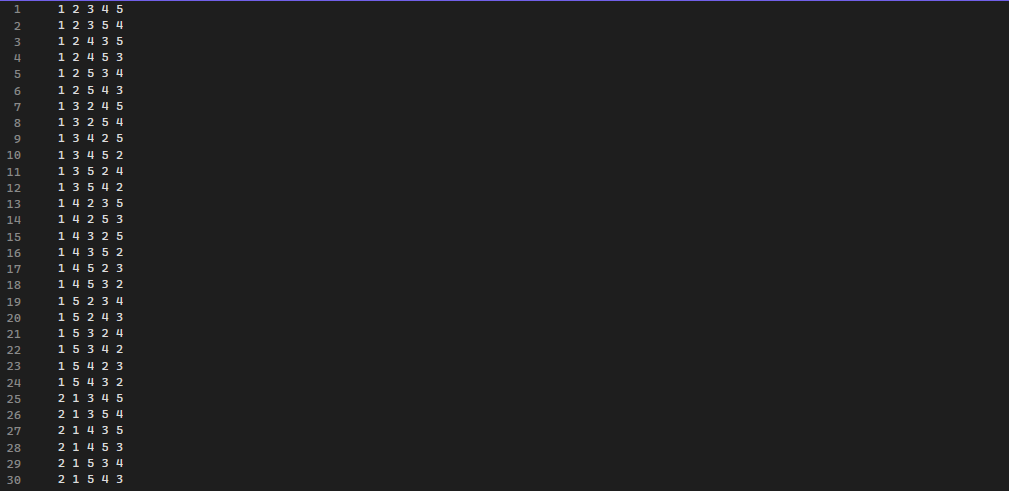 1 1 2 3 4 5
2 1 2 3 5 4
3 1 2 4 3 5
4 1 2 4 5 3
5 1 2 5 3 4
6 1 2 5 4 3
7 1 3 2 4 5
8 1 3 2 5 4
9 1 3 4 2 5
10 1 3 4 5 2
11 1 3 5 2 4
12 1 3 5 4 2
13 1 4 2 3 5
14 1 4 2 5 3
15 1 4 3 2 5
16 1 4 3 5 2
17 1 4 5 2 3
18 1 4 5 3 2
19 1 5 2 3 4
20 1 5 2 4 3
21 1 5 3 2 4
22 1 5 3 4 2
23 1 5 4 2 3
24 1 5 4 3 2
25 2 1 3 4 5
26 2 1 3 5 4
27 2 1 4 3 5
28 2 1 4 5 3
29 2 1 5 3 4
30 2 1 5 4 3